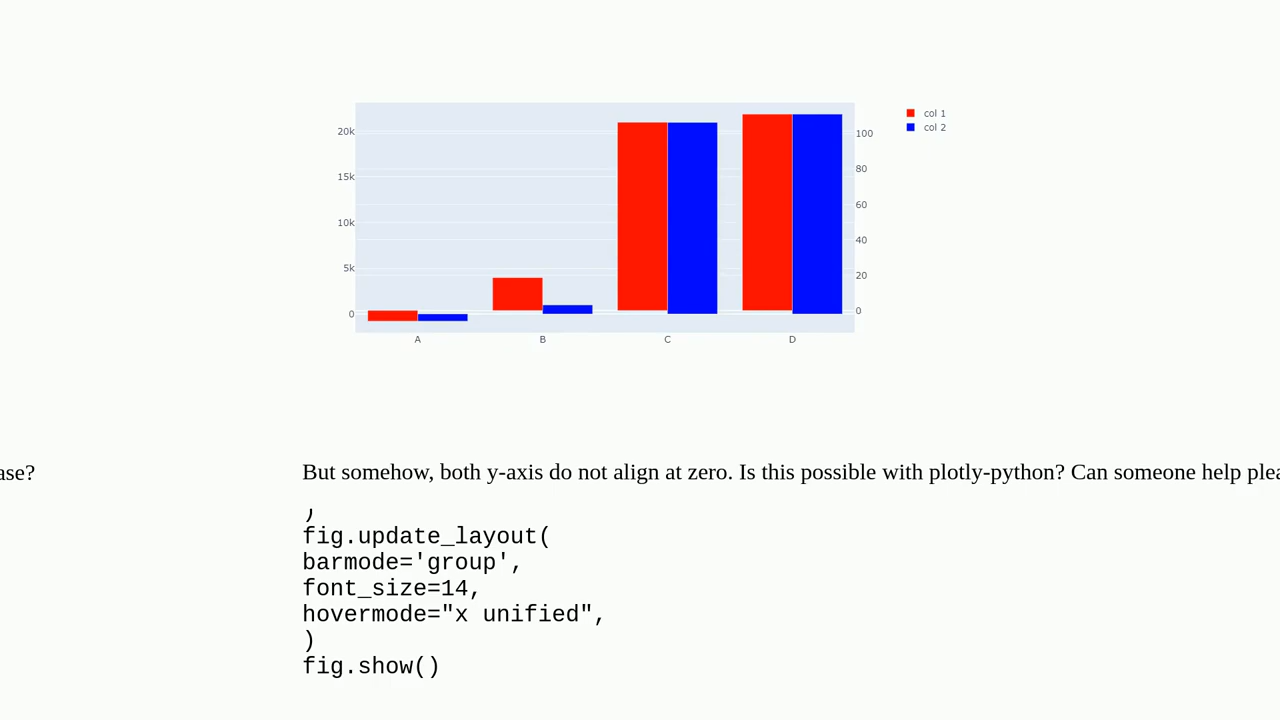 col 1
col 2
20k
15k
10k
5k
0
100
80
60
40
20
0
A B C D
ase? But somehow, both y-axis do not align at zero. Is this possible with plotly-python? Can someone help plea
)
fig.update_layout(
barmode='group',
font_size=14,
hovermode="x unified",
)
fig.show()